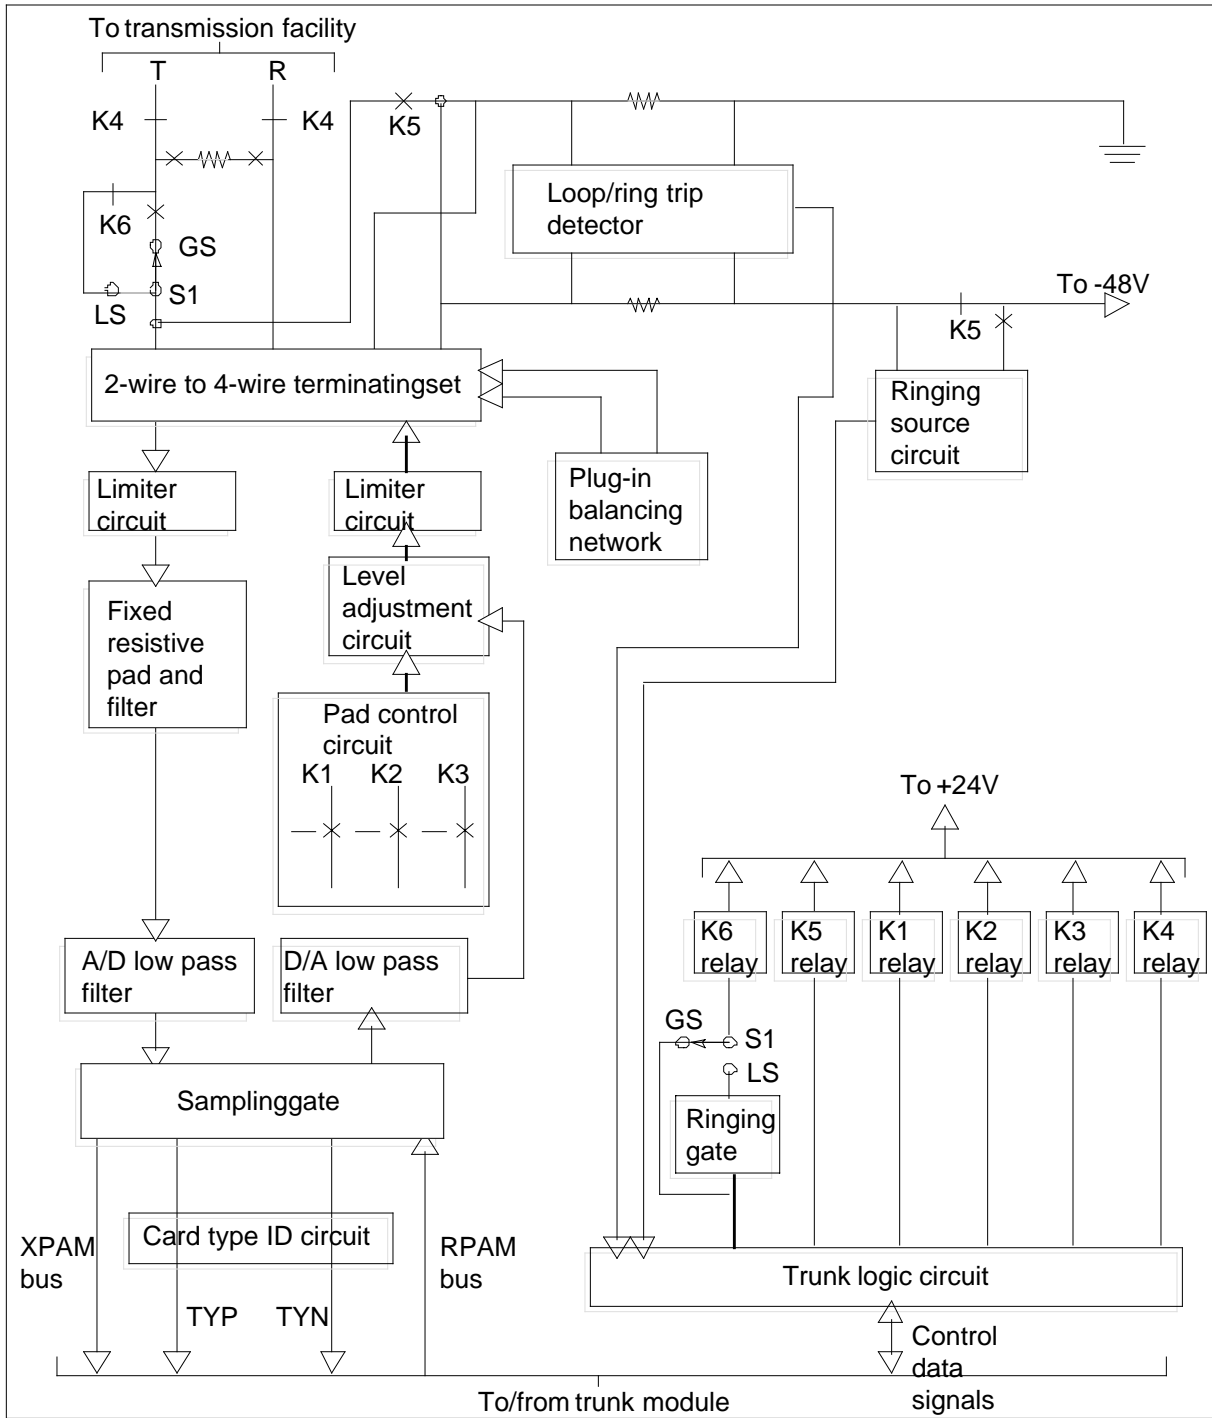 To transmission facility
T
R
K4
K4
K5
K6
GS
S1
LS
Loop/ring trip
detector
To -48V
K5
2-wire to 4-wire terminatingset
Ringing
source
circuit
Limiter
circuit
Limiter
circuit
Plug-in
balancing
network
Level
adjustment
circuit
Fixed
resistive
pad and
filter
Pad control
circuit
K1
K2
K3
To +24V
K6
relay
K5
relay
K1
relay
K2
relay
K3
relay
K4
relay
A/D low pass
filter
D/A low pass
filter
GS
S1
LS
Samplinggate
Ringing
gate
Card type ID circuit
XPAM
bus
RPAM
bus
TYP
TYN
Trunk logic circuit
Control
data
signals
To/from trunk module